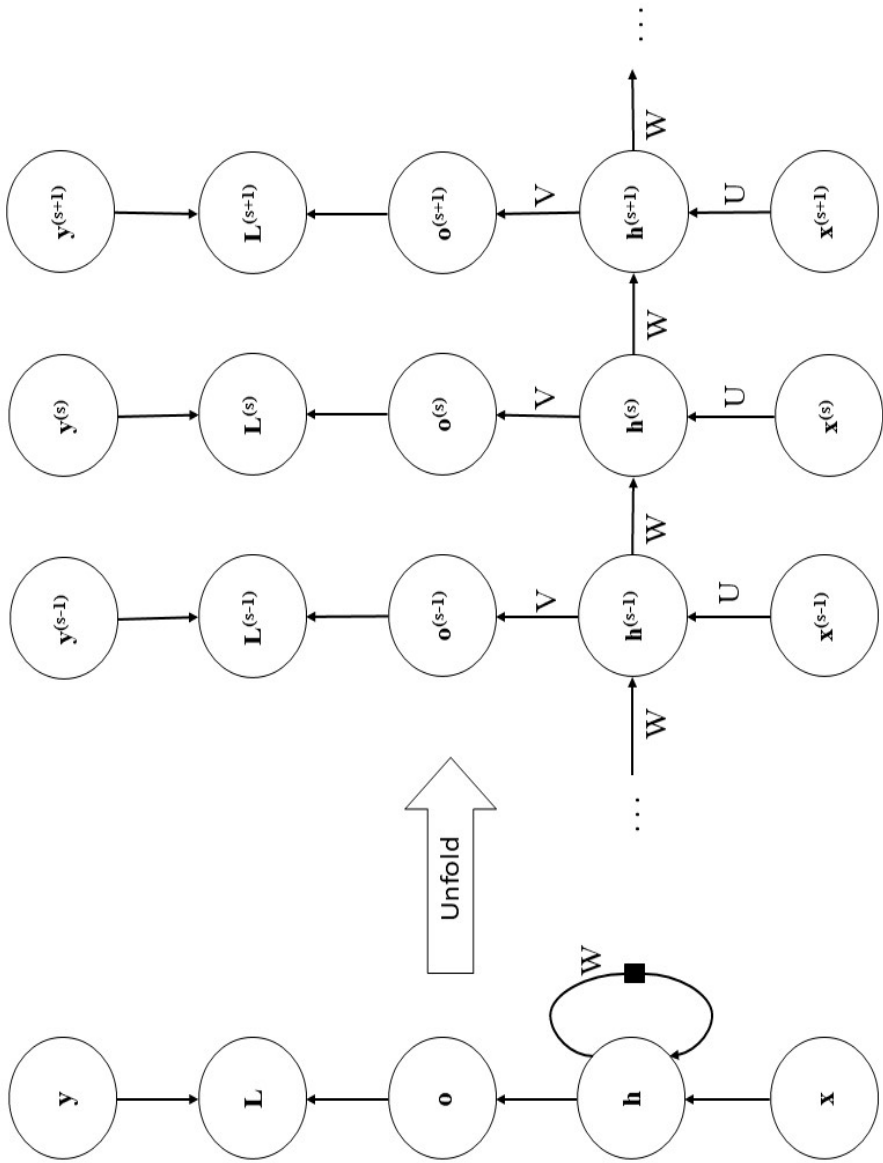 y y(s-1) y(s) y(s+1)
L L(s-1) L(s) L(s+1)
o Unfold o(s-1) o(s) o(s+1)
V V V
W
h ... h(s-1) h(s) h(s+1) ...
W W W W
U U U
x x(s-1) x(s) x(s+1)